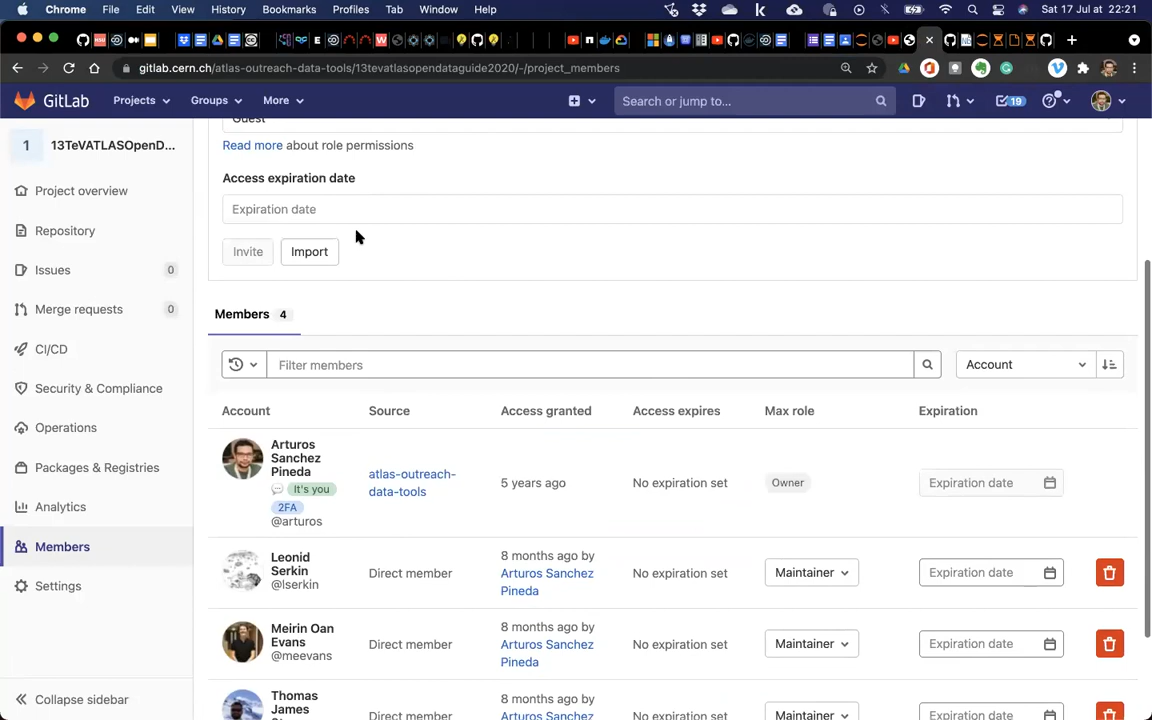 Chrome File Edit View History Bookmarks Profiles Tab Window Help Sat 17 Jul at 22:21
gitlab.cern.ch/atlas-outreach-data-tools/13tevatlasopendataguide2020/-/project_members
GitLab Projects Groups More Search or jump to... 19
1 13TeVATLASOpenD...
Guest
Read more about role permissions
Access expiration date
Project overview
Expiration date
Repository
Invite Import
Issues 0
Merge requests 0
Members 4
CI/CD
Filter members Account
Security & Compliance
Account Source Access granted Access expires Max role Expiration
Operations
Arturos
Sanchez
Pineda
It's you
2FA
@arturos
atlas-outreach-
data-tools
5 years ago
No expiration set
Owner
Expiration date
Packages & Registries
Analytics
Members
Leonid
Serkin
@lserkin
Direct member
8 months ago by
Arturos Sanchez
Pineda
No expiration set
Maintainer
Expiration date
Settings
Meirin Oan
Evans
@meevans
Direct member
8 months ago by
Arturos Sanchez
Pineda
No expiration set
Maintainer
Expiration date
Collapse sidebar
Thomas
James
Direct member
8 months ago by
Arturos Sanchez
No expiration set
Maintainer
Expiration date